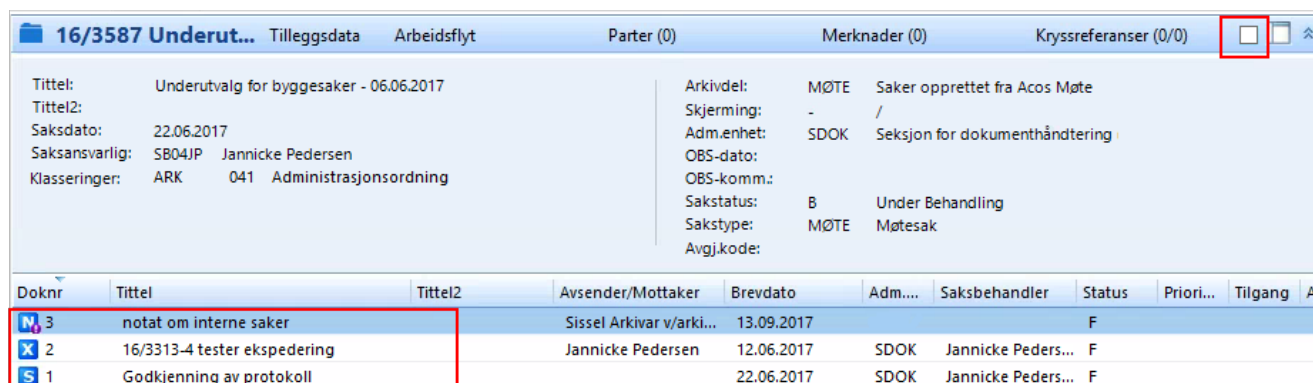 16/3587 Underut... Tilleggsdata Arbeidsflyt Parter (0) Merknader (0) Kryssreferanser (0/0)
Tittel: Underutvalg for byggesaker - 06.06.2017
Tittel2:
Saksdato: 22.06.2017
Saksansvarlig: SB04JP Jannicke Pedersen
Klasseringer: ARK 041 Administrasjonsordning
Arkivdel: MØTE Saker opprettet fra Acos Møte
Skjerming: - /
Adm.enhet: SDOK Seksjon for dokumenthåndtering
OBS-dato:
OBS-komm.:
Sakstatus: B Under Behandling
Sakstype: MØTE Møtesak
Avgj.kode:
Doknr Tittel Tittel2 Avsender/Mottaker Brevdato Adm.... Saksbehandler Status Priori... Tilgang A
N 3 notat om interne saker Sissel Arkivar v/arki... 13.09.2017 F
X 2 16/3313-4 tester ekspedering Jannicke Pedersen 12.06.2017 SDOK Jannicke Peders... F
S 1 Godkjenning av protokoll 22.06.2017 SDOK Jannicke Peders... F